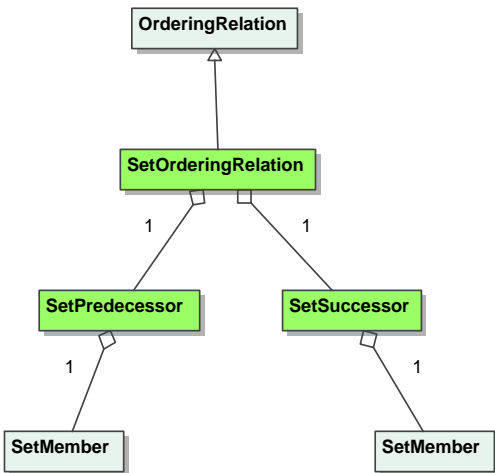 OrderingRelation
SetOrderingRelation
1
1
SetPredecessor
SetSuccessor
1
1
SetMember
SetMember